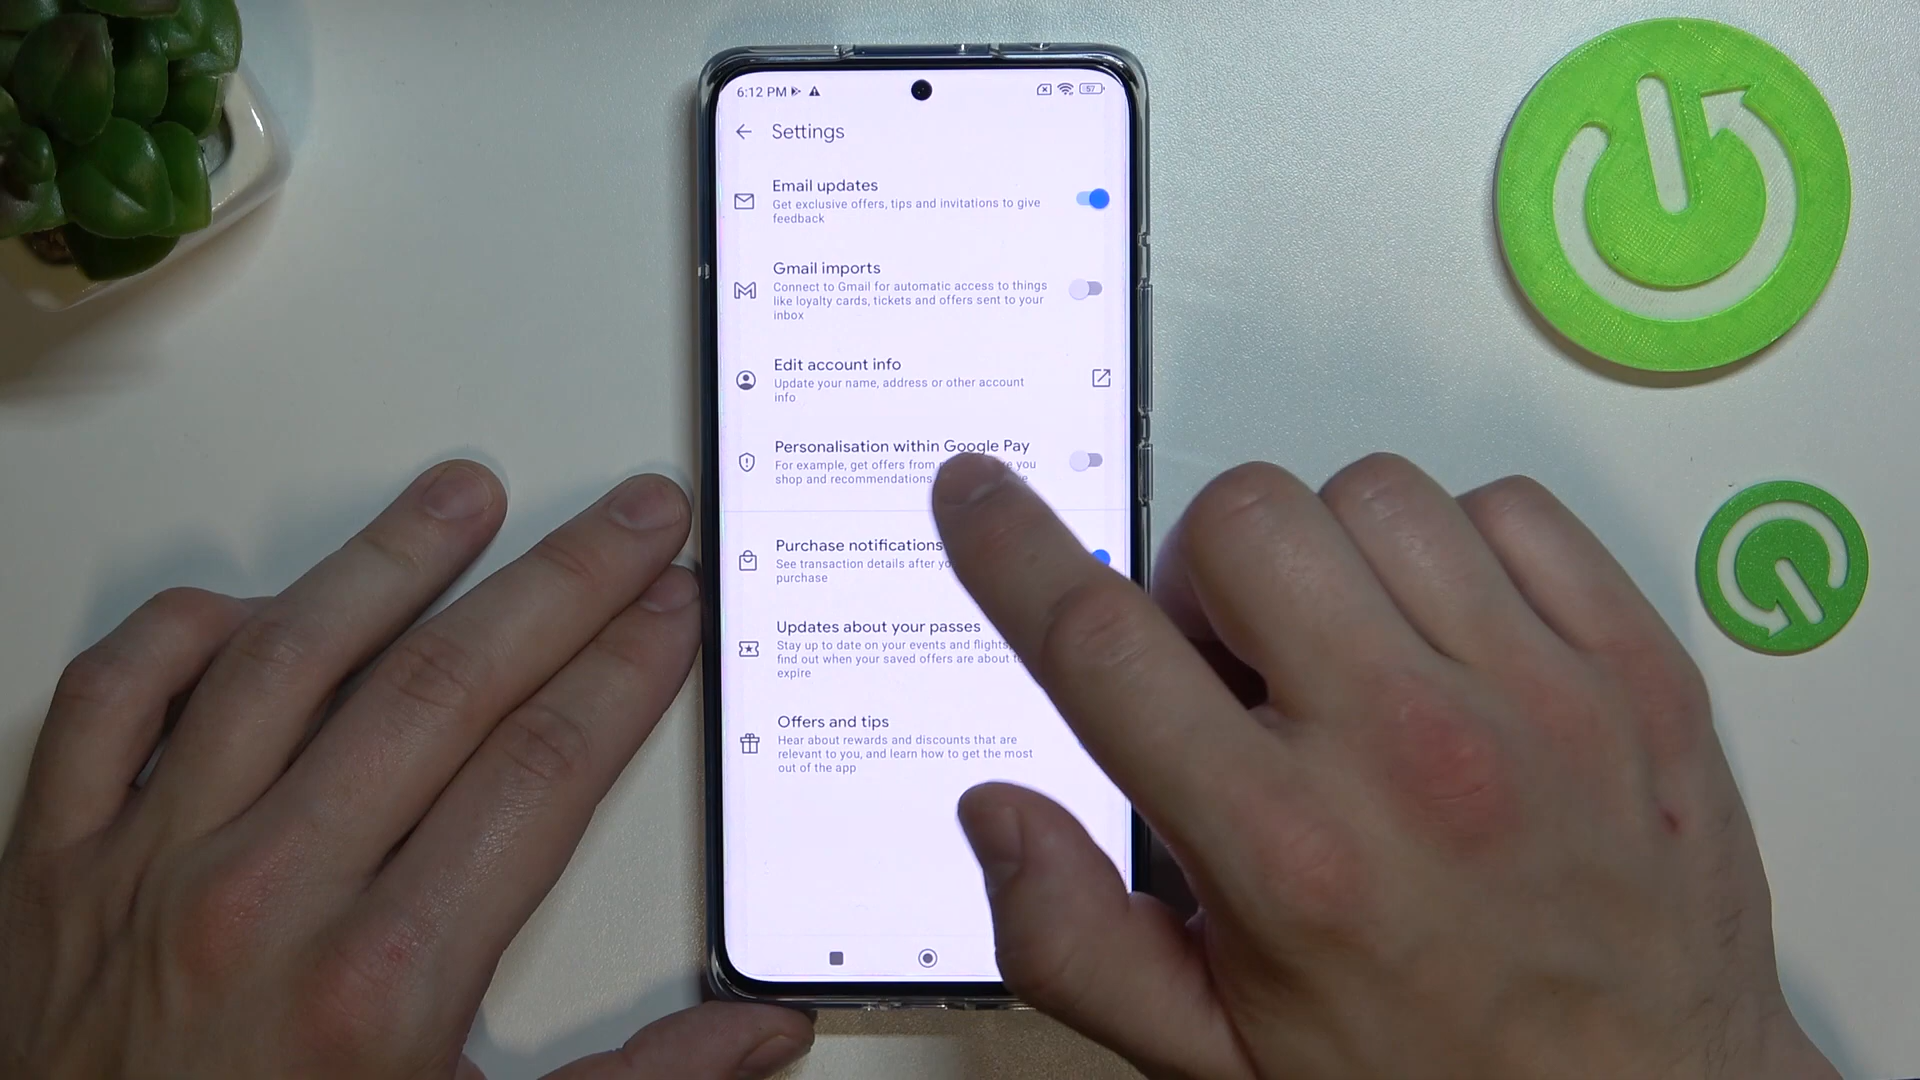 6:12 PM
57
Settings
Email updates
Get exclusive offers, tips and invitations to give
feedback
Gmail imports
Connect to Gmail for automatic access to things
like loyalty cards, tickets and offers sent to your
inbox
Edit account info
Update your name, address or other account
info
Personalisation within Google Pay
For example, get offers from you
shop and recommendations
Purchase notifications
See transaction details after
purchase
Updates about your passes
Stay up to date on your events and flights,
find out when your saved offers are about to
expire
Offers and tips
Hear about rewards and discounts that are
relevant to you, and learn how to get the most
out of the app